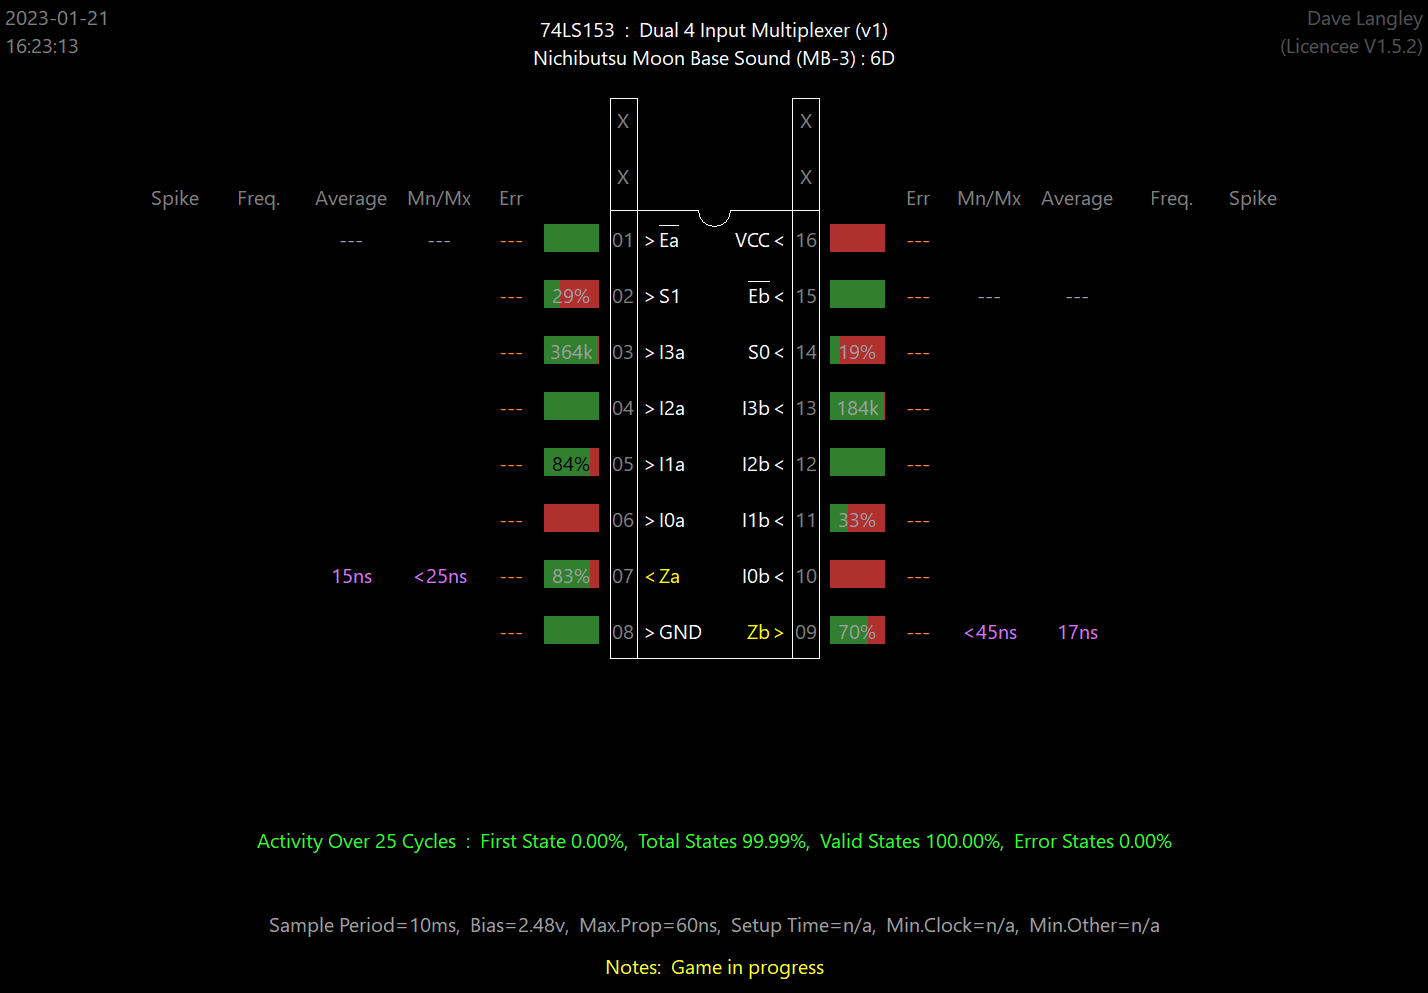 2023-01-21
16:23:13
74LS153 : Dual 4 Input Multiplexer (v1)
Nichibutsu Moon Base Sound (MB-3) : 6D
Dave Langley
(Licencee V1.5.2)
X X
X X
Spike Freq. Average Mn/Mx Err Err Mn/Mx Average Freq. Spike
--- --- --- 01 > Ea VCC < 16 ---
--- 29% 02 > S1 Eb < 15 --- --- ---
--- 364k 03 > I3a S0 < 14 19% ---
--- 04 > I2a I3b < 13 184k ---
--- 84% 05 > I1a I2b < 12 ---
--- 06 > I0a I1b < 11 33% ---
15ns <25ns --- 83% 07 < Za I0b < 10 ---
--- 08 > GND Zb > 09 70% --- <45ns 17ns
Activity Over 25 Cycles : First State 0.00%, Total States 99.99%, Valid States 100.00%, Error States 0.00%
Sample Period=10ms, Bias=2.48v, Max.Prop=60ns, Setup Time=n/a, Min.Clock=n/a, Min.Other=n/a
Notes: Game in progress